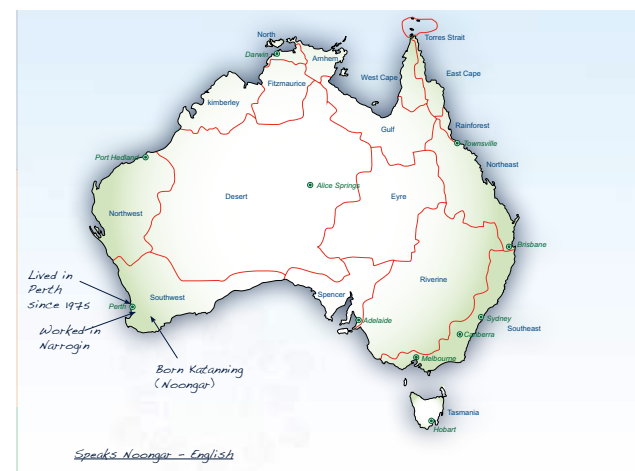 North
Torres Strait
Darwin
Arnhem
West Cape
East Cape
Fitzmaurice
kimberley
Gulf
Rainforest
Townsville
Port Hedland
Northeast
Alice Springs
Desert
Eyre
Northwest
Brisbane
Lived in
Perth
since 1975
Riverine
Southwest
Spencer
Perth
Adelaide
Sydney
Southeast
Worked in
Narrogin
Canberra
Melbourne
Born Katanning
(Noongar)
Tasmania
Hobart
Speaks Noongar - English